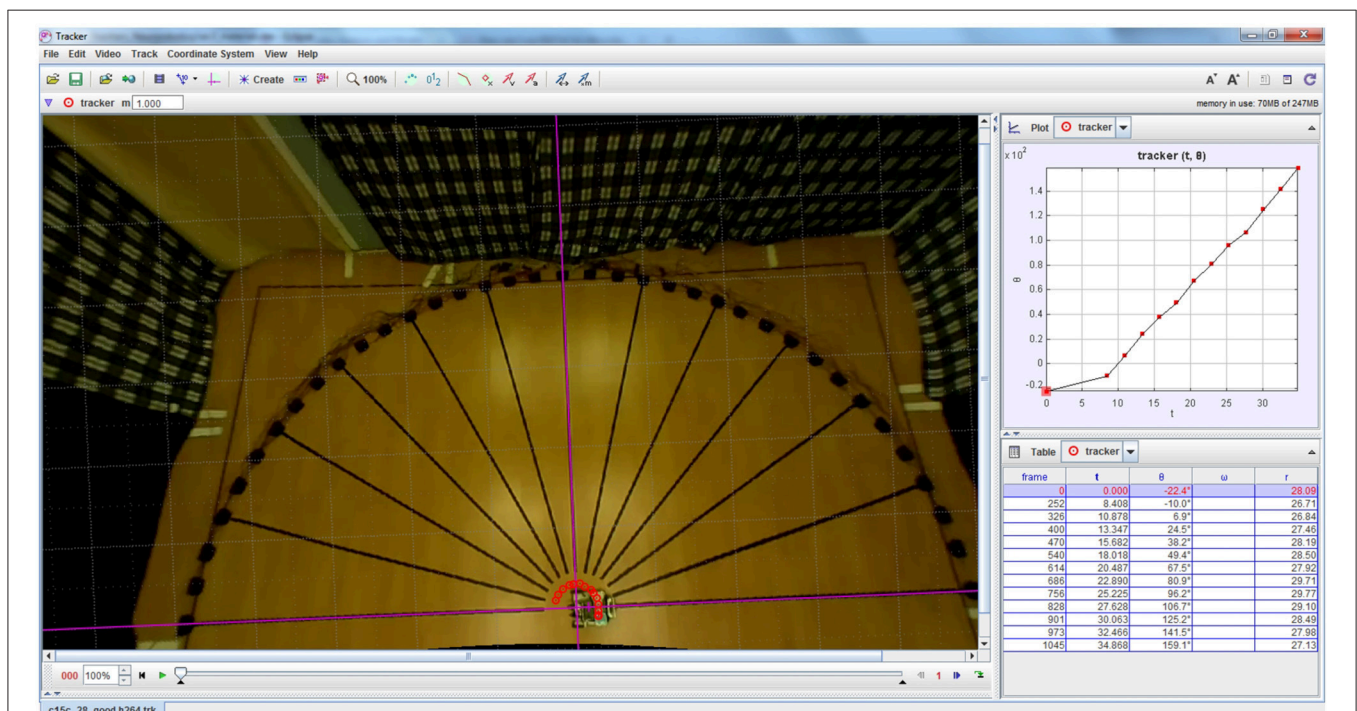 Tracker
File Edit Video Track Coordinate System View Help
Create 100% 0¹2 v a m
A A
tracker m 1.000
memory in use: 70MB of 247MB
Plot tracker
x 10²
tracker (t, θ)
1.4
1.2
1.0
0.8
θ
0.6
0.4
0.2
0
-0.2
0 5 10 15 20 25 30
t
Table tracker
frame t θ ω r
0 0.000 -22.4° 28.09
252 8.408 -10.0° 26.71
326 10.878 6.9° 26.84
400 13.347 24.5° 27.46
470 15.682 38.2° 28.19
540 18.018 49.4° 28.50
614 20.487 67.5° 27.92
686 22.890 80.9° 29.71
756 25.225 96.2° 29.77
828 27.628 106.7° 29.10
901 30.063 125.2° 28.49
973 32.466 141.5° 27.98
1045 34.868 159.1° 27.13
000 100% 1
c15c_28_good.h264.trk